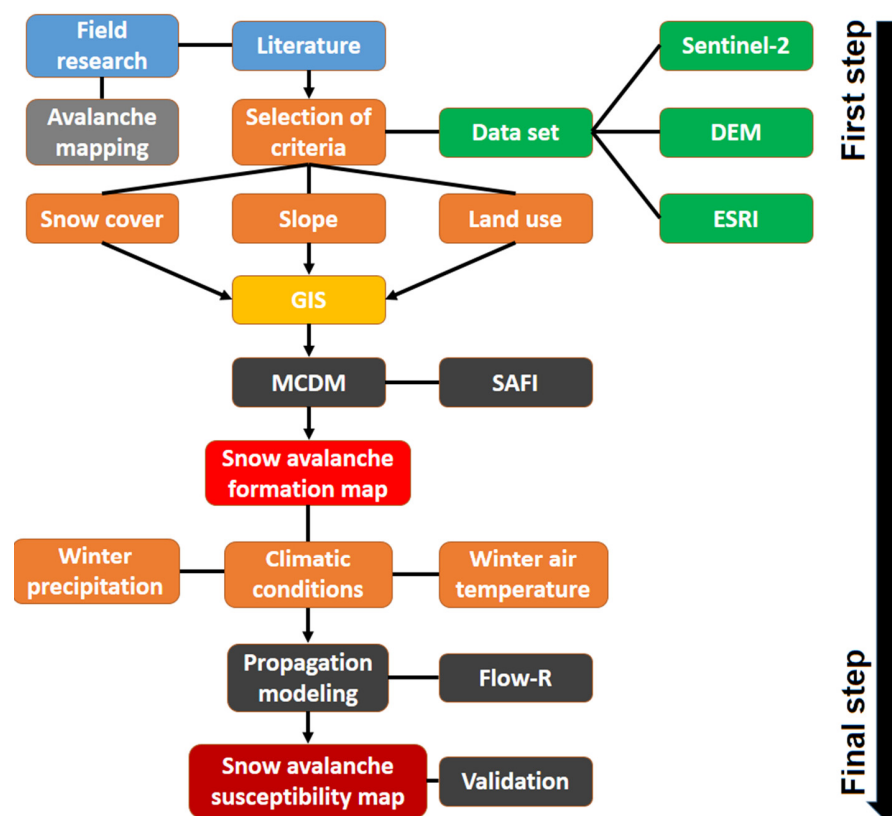 Field
research
Literature
Sentinel-2
First step
Avalanche
mapping
Selection of
criteria
Data set
DEM
Snow cover
Slope
Land use
ESRI
GIS
MCDM
SAFI
Snow avalanche
formation map
Winter
precipitation
Climatic
conditions
Winter air
temperature
Propagation
modeling
Flow-R
Final step
Snow avalanche
susceptibility map
Validation